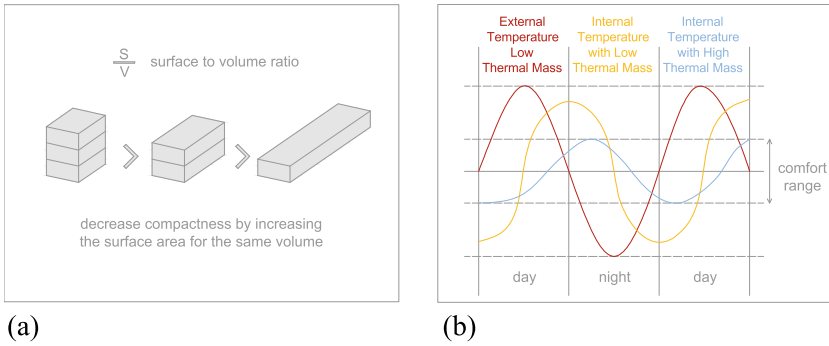 S
V
surface to volume ratio
decrease compactness by increasing
the surface area for the same volume
(a)
External
Temperature
Low
Thermal Mass
Internal
Temperature
with Low
Thermal Mass
Internal
Temperature
with High
Thermal Mass
comfort
range
day
night
day
(b)